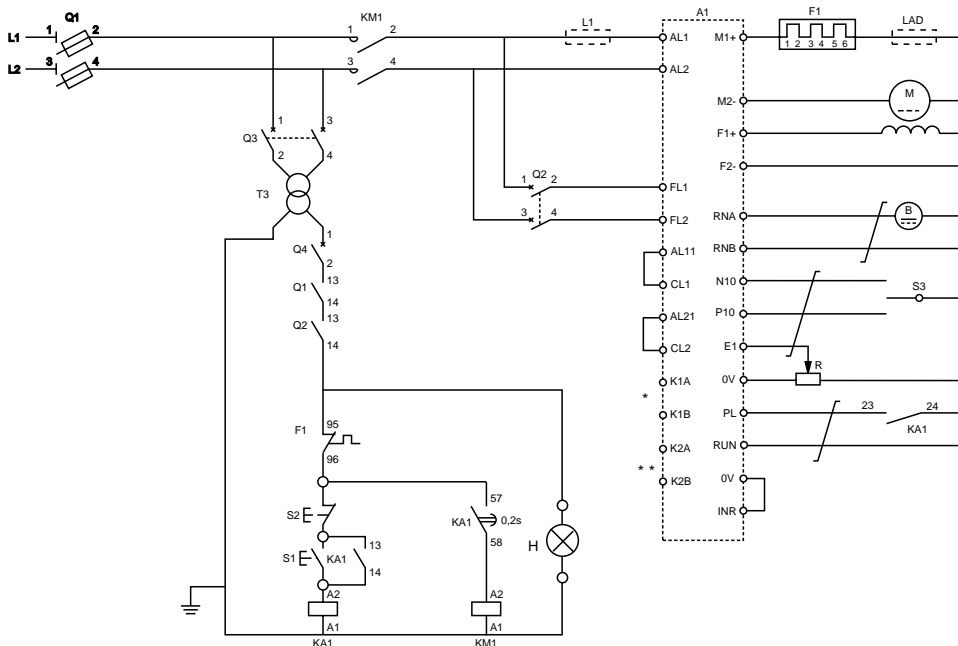 Q1
KM1
L1
A1
F1
LAD
L1 1 2
1 2
AL1
M1+
1 2 3 4 5 6
L2 3 4
3 4
AL2
M2-
M
F1+
F2-
Q3
1 3
2 4
T3
Q2
1 2
FL1
3 4
FL2
RNA
B
RNB
AL11
CL1
N10
S3
P10
AL21
CL2
E1
R
0V
K1A
*
K1B
PL
23 24
KA1
RUN
K2A
* *
K2B
0V
INR
1
Q4
2
13
Q1
14
13
Q2
14
F1
95
96
S2
57
KA1
0,2s
58
H
S1
KA1
13
14
A2
A1
KA1
A2
A1
KM1